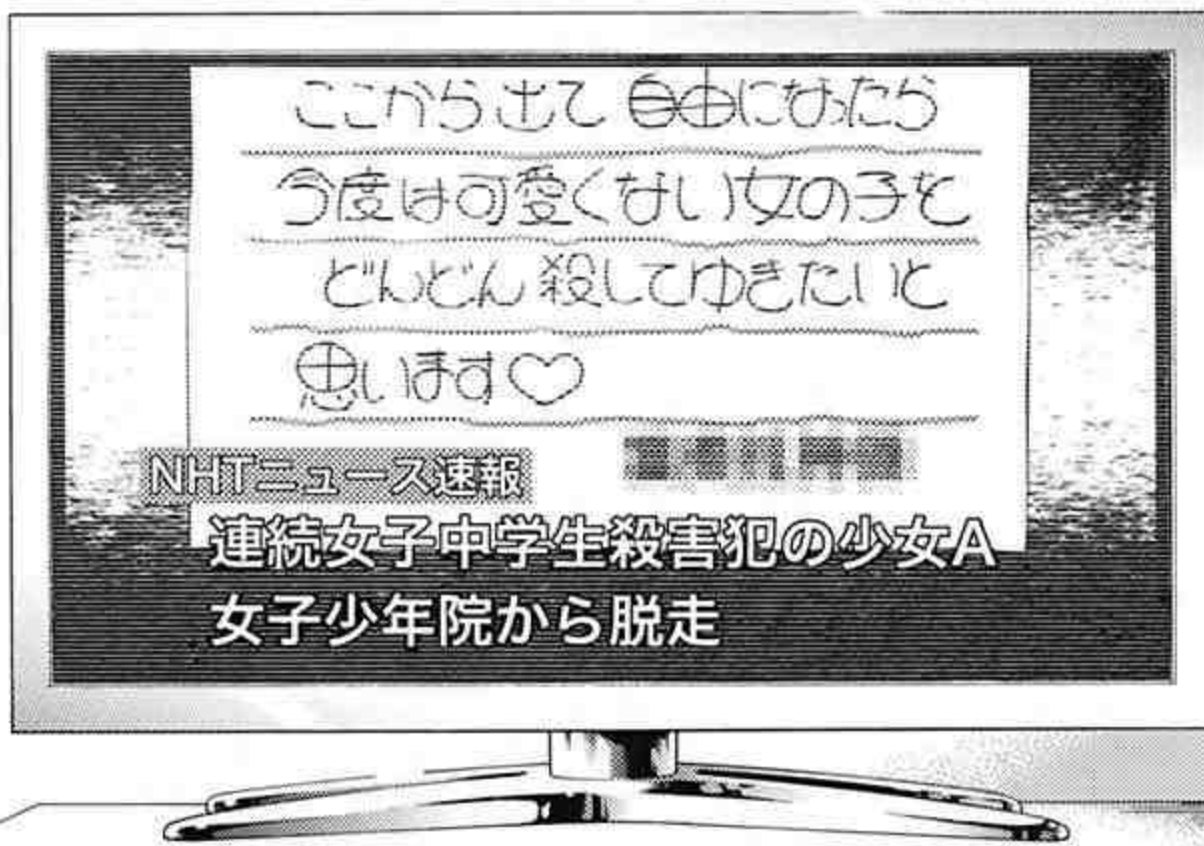 ここから出て自由になったら
今度は可愛くない女の子を
どんどん殺してゆきたいと
思います♡
NHTニュース速報
連続女子中学生殺害犯の少女A
女子少年院から脱走